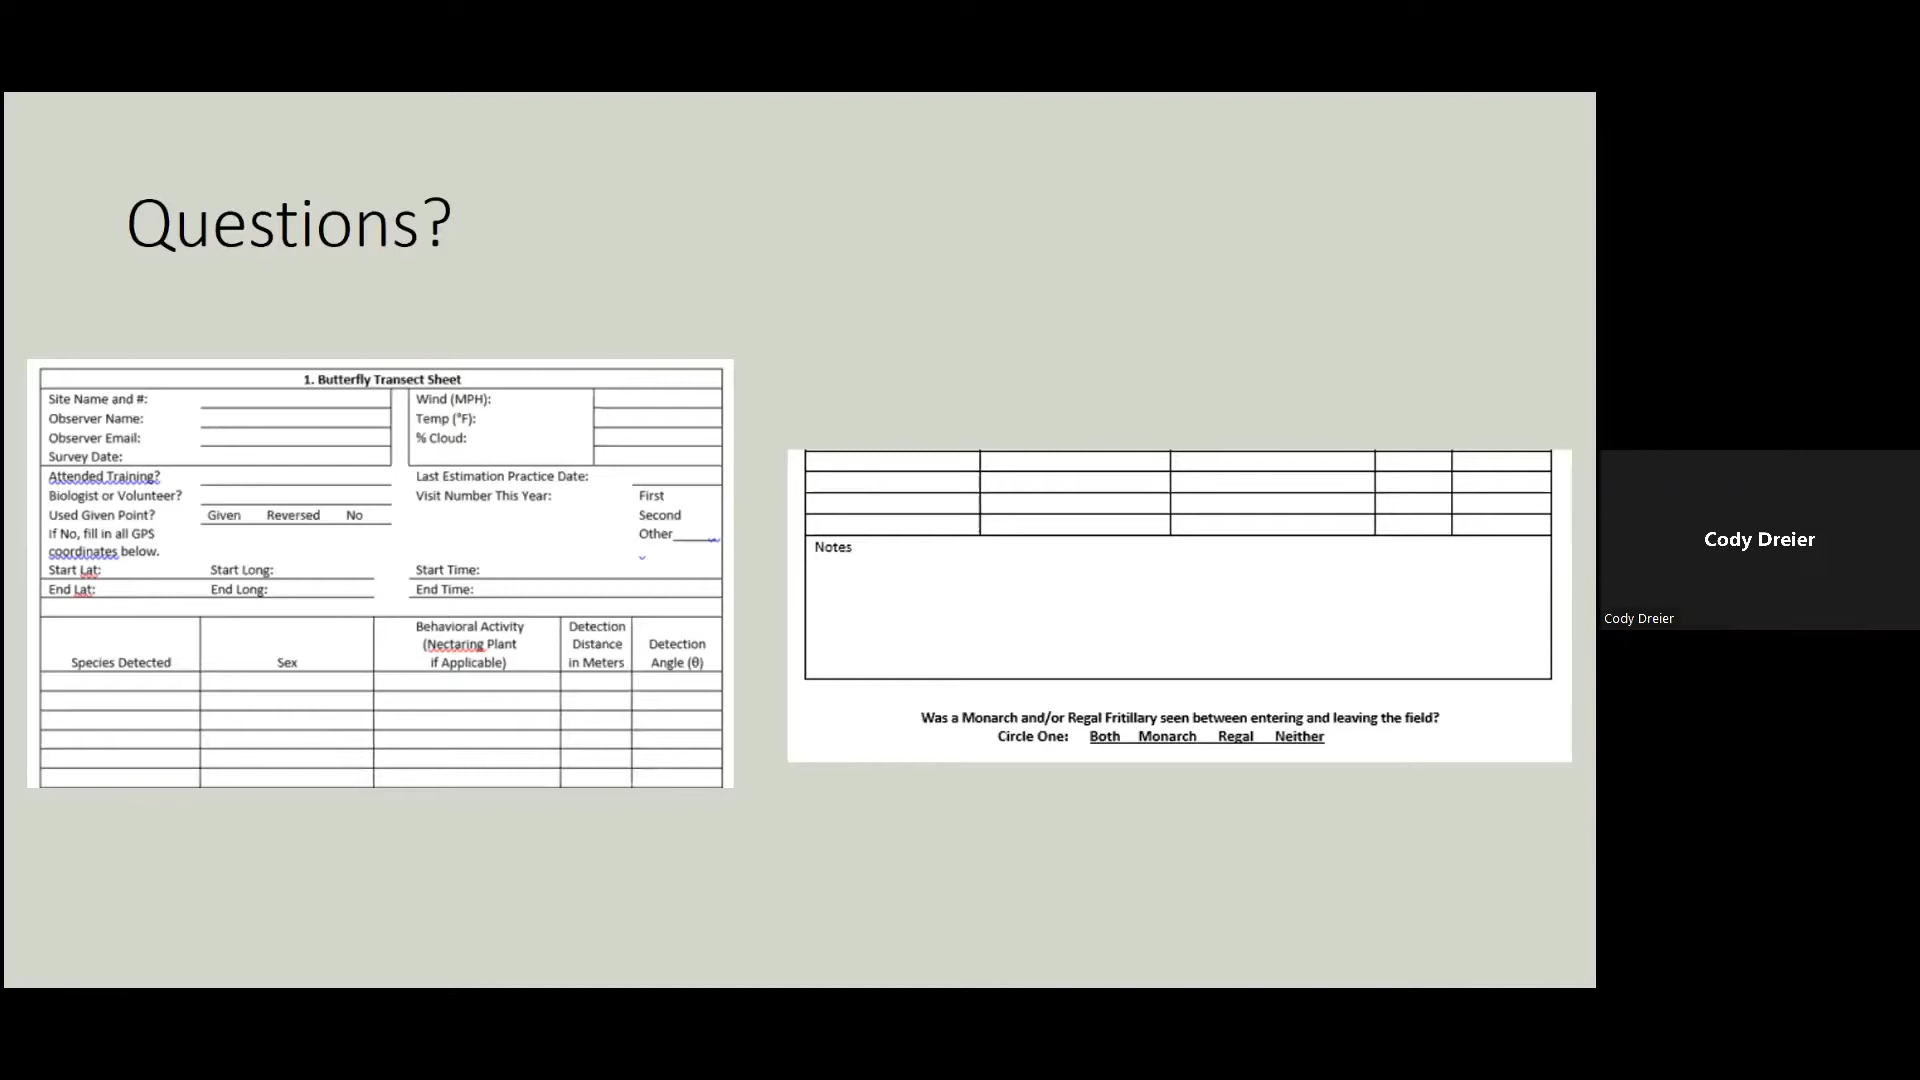 Questions?
1. Butterfly Transect Sheet
Site Name and #:
Wind (MPH):
Observer Name:
Temp (°F):
Observer Email:
% Cloud:
Survey Date:
Attended Training?
Last Estimation Practice Date:
Biologist or Volunteer?
Visit Number This Year:
First
Used Given Point?
Given Reversed No
Second
If No, fill in all GPS
Other______
coordinates below.
Start Lat:
Start Long:
Start Time:
End Lat:
End Long:
End Time:
Species Detected
Sex
Behavioral Activity
(Nectaring Plant
if Applicable)
Detection
Distance
in Meters
Detection
Angle (θ)
Notes
Was a Monarch and/or Regal Fritillary seen between entering and leaving the field?
Circle One: Both Monarch Regal Neither
Cody Dreier
Cody Dreier